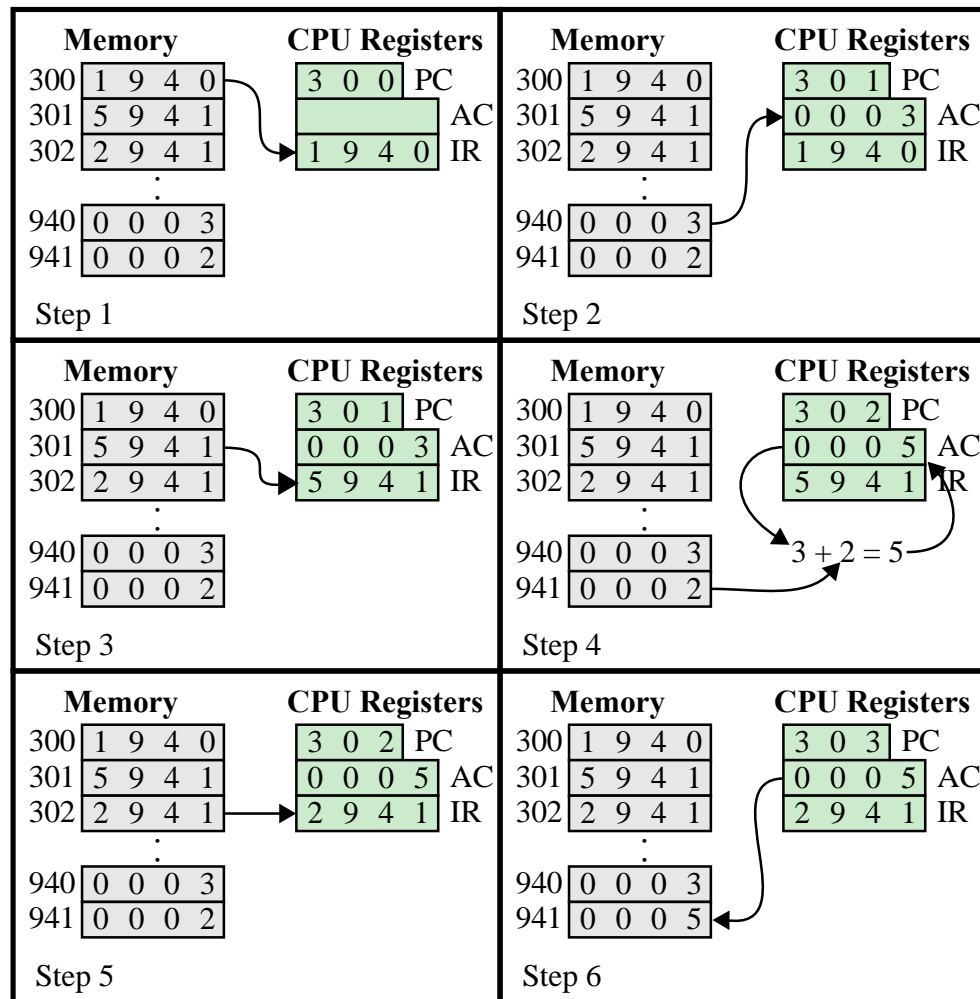 Memory CPU Registers
300 1 9 4 0 3 0 0 PC
301 5 9 4 1 AC
302 2 9 4 1 1 9 4 0 IR
940 0 0 0 3
941 0 0 0 2
Step 1
Memory CPU Registers
300 1 9 4 0 3 0 1 PC
301 5 9 4 1 0 0 0 3 AC
302 2 9 4 1 1 9 4 0 IR
940 0 0 0 3
941 0 0 0 2
Step 2
Memory CPU Registers
300 1 9 4 0 3 0 1 PC
301 5 9 4 1 0 0 0 3 AC
302 2 9 4 1 5 9 4 1 IR
940 0 0 0 3
941 0 0 0 2
Step 3
Memory CPU Registers
300 1 9 4 0 3 0 2 PC
301 5 9 4 1 0 0 0 5 AC
302 2 9 4 1 5 9 4 1 IR
940 0 0 0 3 3 + 2 = 5
941 0 0 0 2
Step 4
Memory CPU Registers
300 1 9 4 0 3 0 2 PC
301 5 9 4 1 0 0 0 5 AC
302 2 9 4 1 2 9 4 1 IR
940 0 0 0 3
941 0 0 0 2
Step 5
Memory CPU Registers
300 1 9 4 0 3 0 3 PC
301 5 9 4 1 0 0 0 5 AC
302 2 9 4 1 2 9 4 1 IR
940 0 0 0 3
941 0 0 0 5
Step 6